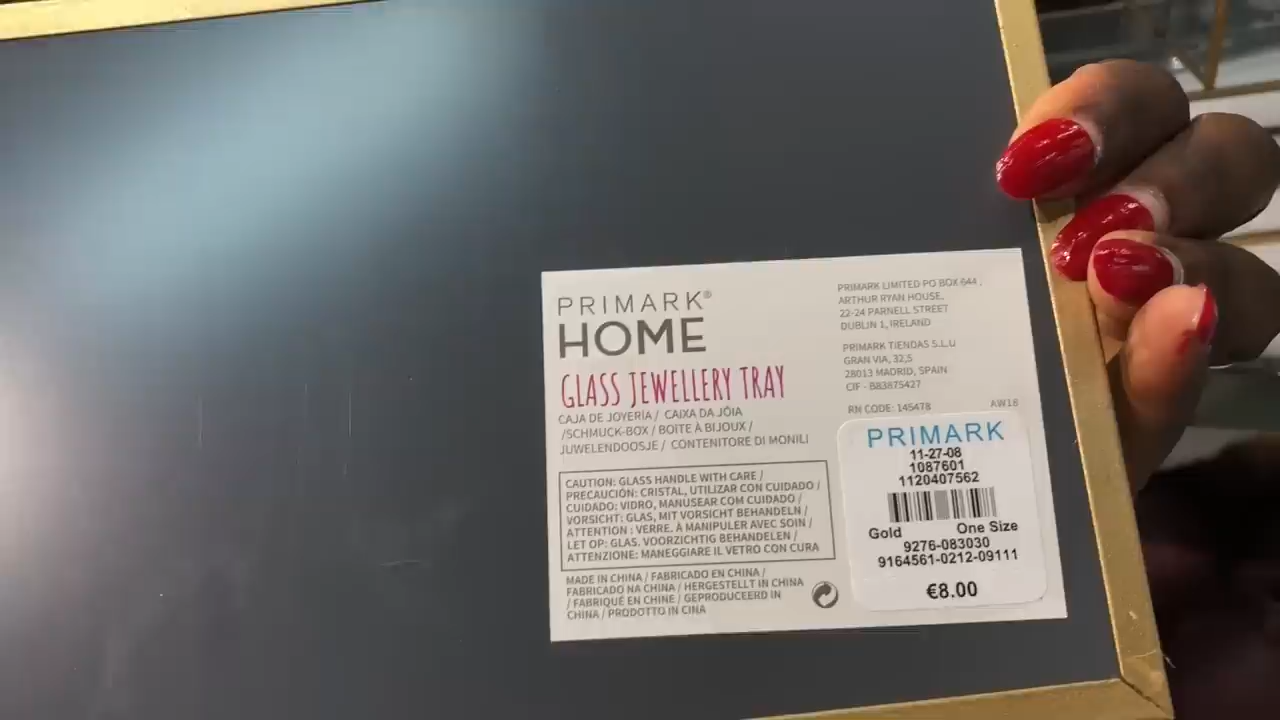 PRIMARK®
HOME
GLASS JEWELLERY TRAY
CAJA DE JOYERÍA / CAIXA DA JÓIA
/SCHMUCK-BOX / BOITE À BIJOUX /
JUWELENDOOSJE / CONTENITORE DI MONILI
CAUTION: GLASS HANDLE WITH CARE /
PRECAUCIÓN: CRISTAL, UTILIZAR CON CUIDADO /
CUIDADO: VIDRO, MANUSEAR COM CUIDADO /
VORSICHT: GLAS, MIT VORSICHT BEHANDELN /
ATTENTION : VERRE. À MANIPULER AVEC SOIN /
LET OP: GLAS. VOORZICHTIG BEHANDELEN /
ATTENZIONE: MANEGGIARE IL VETRO CON CURA
MADE IN CHINA / FABRICADO EN CHINA /
FABRICADO NA CHINA / HERGESTELLT IN CHINA
/ FABRIQUÉ EN CHINE / GEPRODUCEERD IN
CHINA / PRODOTTO IN CINA
PRIMARK LIMITED PO BOX 644,
ARTHUR RYAN HOUSE,
22-24 PARNELL STREET
DUBLIN 1, IRELAND
PRIMARK TIENDAS S.L.U
GRAN VIA, 32,5
28013 MADRID, SPAIN
CIF - B83875427
RN CODE: 145478 AW18
PRIMARK
11-27-08
1087601
1120407562
Gold One Size
9276-083030
9164561-0212-09111
€8.00